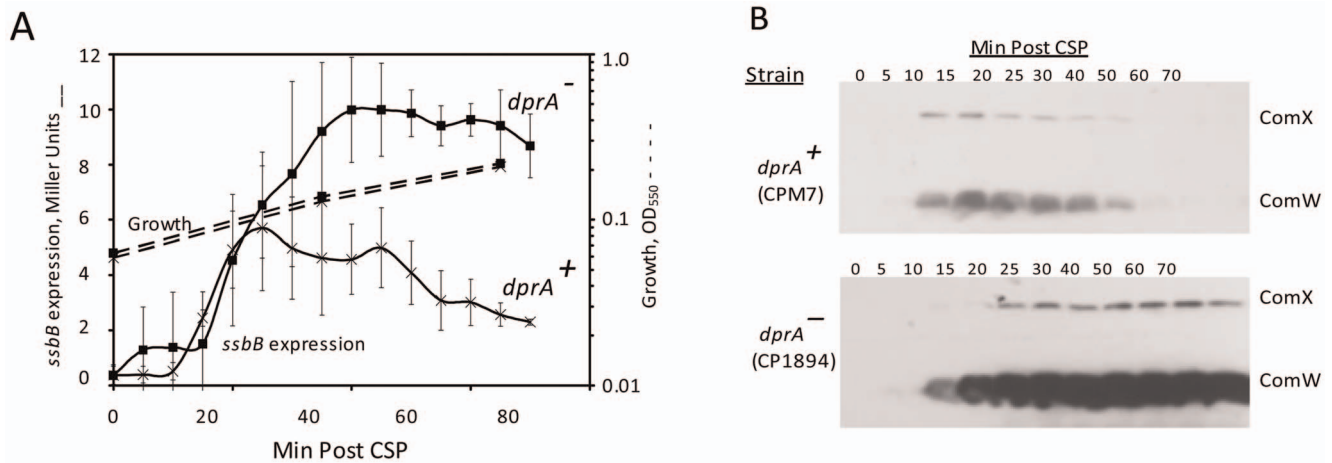 A
B
12
10
8
6
4
2
0
ssbB expression, Miller Units __
1.0
0.1
0.01
Growth, OD550 - - - - -
dprA -
Growth
dprA +
ssbB expression
0 20 40 60 80
Min Post CSP
Min Post CSP
Strain
0 5 10 15 20 25 30 40 50 60 70
ComX
dprA +
(CPM7)
ComW
0 5 10 15 20 25 30 40 50 60 70
ComX
dprA -
(CP1894)
ComW